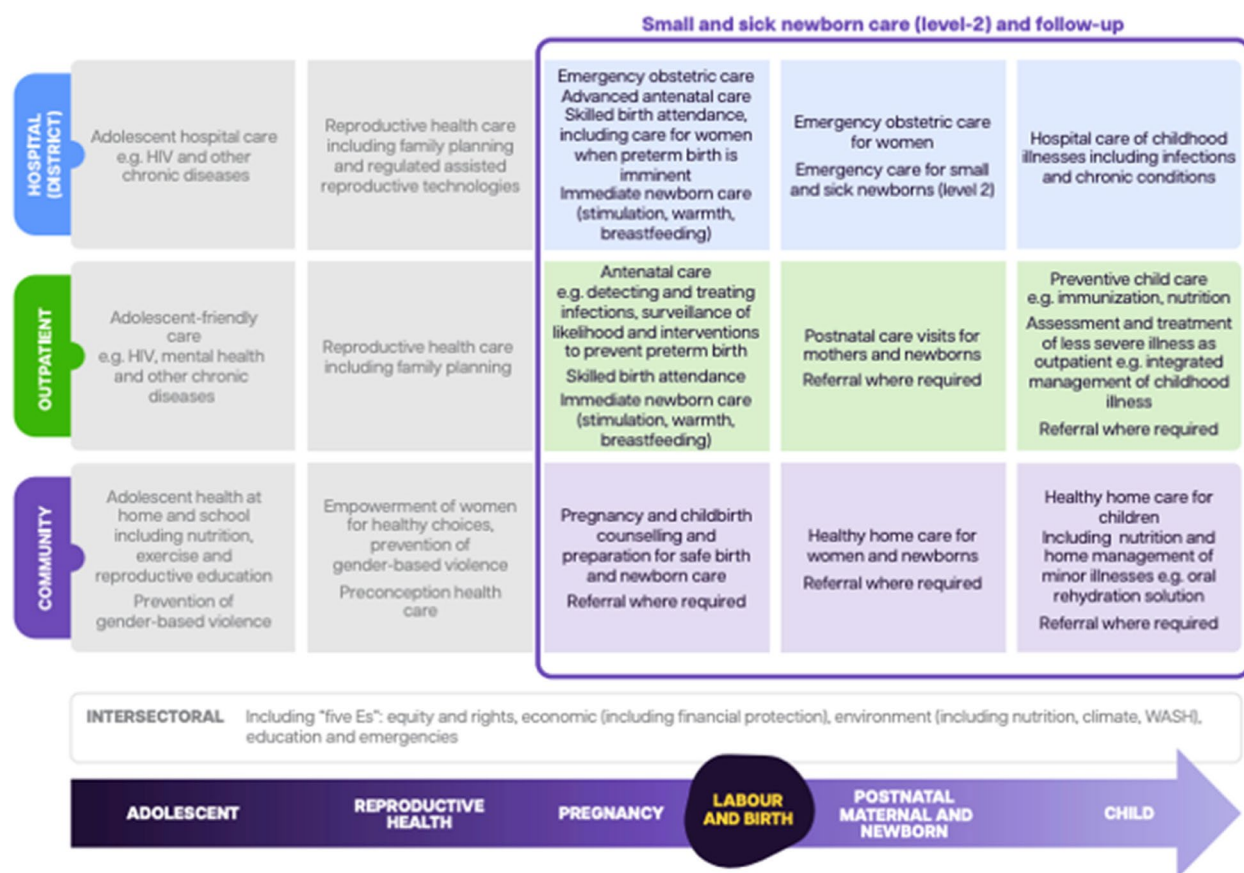 Small and sick newborn care (level-2) and follow-up
HOSPITAL
(DISTRICT)
Adolescent hospital care
e.g. HIV and other
chronic diseases
Reproductive health care
including family planning
and regulated assisted
reproductive technologies
Emergency obstetric care
Advanced antenatal care
Skilled birth attendance,
including care for women
when preterm birth is
imminent
Immediate newborn care
(stimulation, warmth,
breastfeeding)
Emergency obstetric care
for women
Emergency care for small
and sick newborns (level 2)
Hospital care of childhood
illnesses including infections
and chronic conditions
OUTPATIENT
Adolescent-friendly
care
e.g. HIV, mental health
and other chronic
diseases
Reproductive health care
including family planning
Antenatal care
e.g. detecting and treating
infections, surveillance of
likelihood and interventions
to prevent preterm birth
Skilled birth attendance
Immediate newborn care
(stimulation, warmth,
breastfeeding)
Postnatal care visits for
mothers and newborns
Referral where required
Preventive child care
e.g. immunization, nutrition
Assessment and treatment
of less severe illness as
outpatient e.g. integrated
management of childhood
illness
Referral where required
COMMUNITY
Adolescent health at
home and school
including nutrition,
exercise and
reproductive education
Prevention of
gender-based violence
Empowerment of women
for healthy choices,
prevention of
gender-based violence
Preconception health
care
Pregnancy and childbirth
counselling and
preparation for safe birth
and newborn care
Referral where required
Healthy home care for
women and newborns
Referral where required
Healthy home care for
children
Including nutrition and
home management of
minor illnesses e.g. oral
rehydration solution
Referral where required
INTERSECTORAL Including "five Es": equity and rights, economic (including financial protection), environment (including nutrition, climate, WASH),
education and emergencies
ADOLESCENT
REPRODUCTIVE
HEALTH
PREGNANCY
LABOUR
AND BIRTH
POSTNATAL
MATERNAL AND
NEWBORN
CHILD